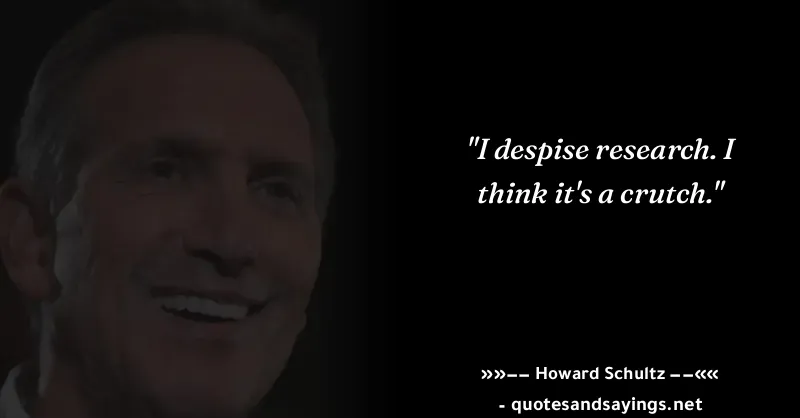 "I despise research. I
think it's a crutch."
»»−− Howard Schultz −−««
- quotesandsayings.net